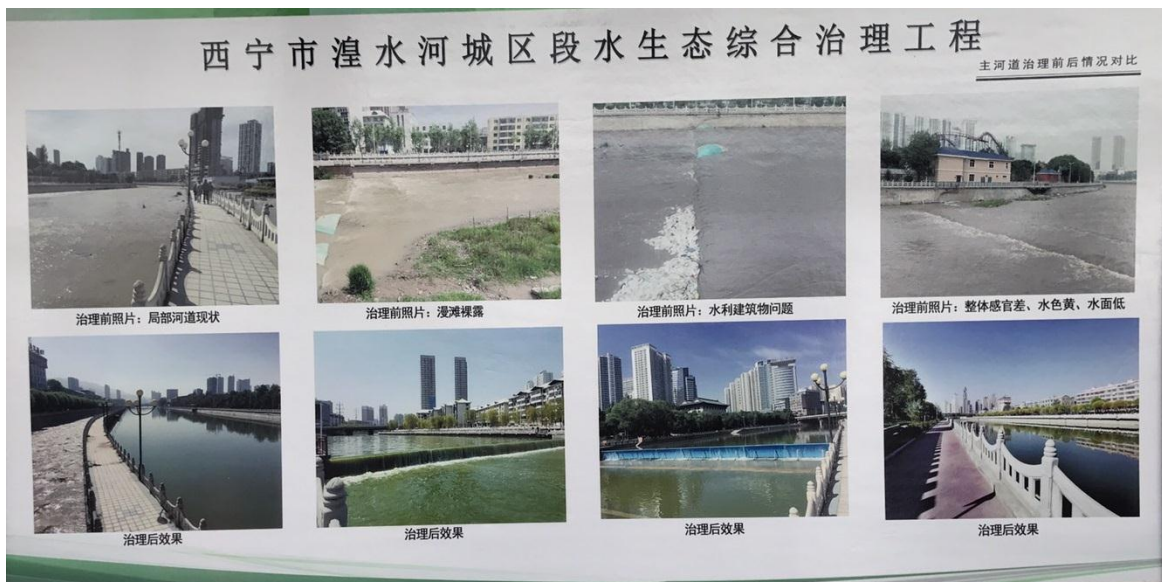 西宁市湟水河城区段水生态综合治理工程
主河道治理前后情况对比
治理前照片：局部河道现状
治理前照片：漫滩裸露
治理前照片：水利建筑物问题
治理前照片：整体感官差、水色黄、水面低
治理后效果
治理后效果
治理后效果
治理后效果